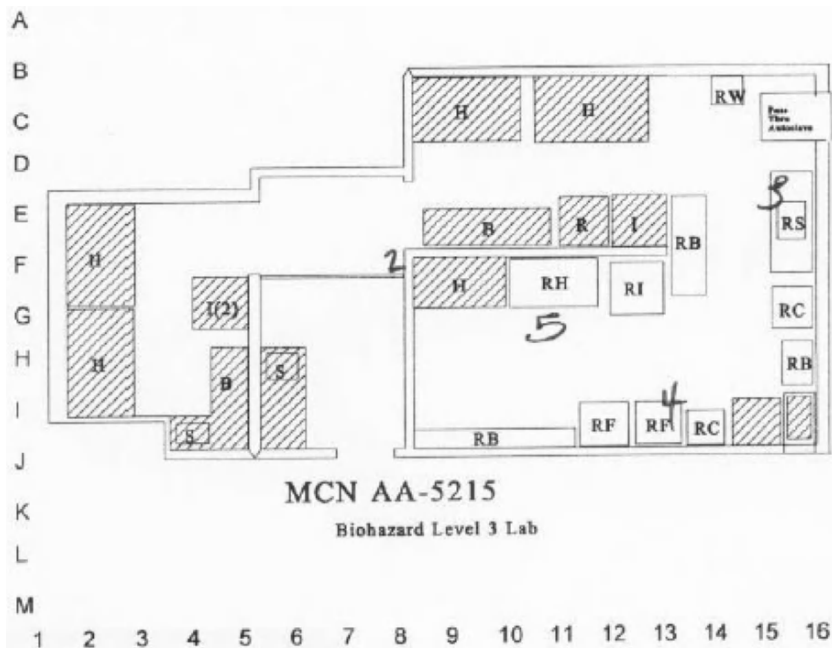 A
B
RW
C
H
H
Pass
Thru
Autoclave
D
3
E
B
R
I
RB
RS
F
H
2
H
RH
RI
G
I(2)
5
RC
H
H
B
S
RB
I
4
S
RB
RF
RF
RC
J
MCN AA-5215
K
Biohazard Level 3 Lab
L
M
1 2 3 4 5 6 7 8 9 10 11 12 13 14 15 16